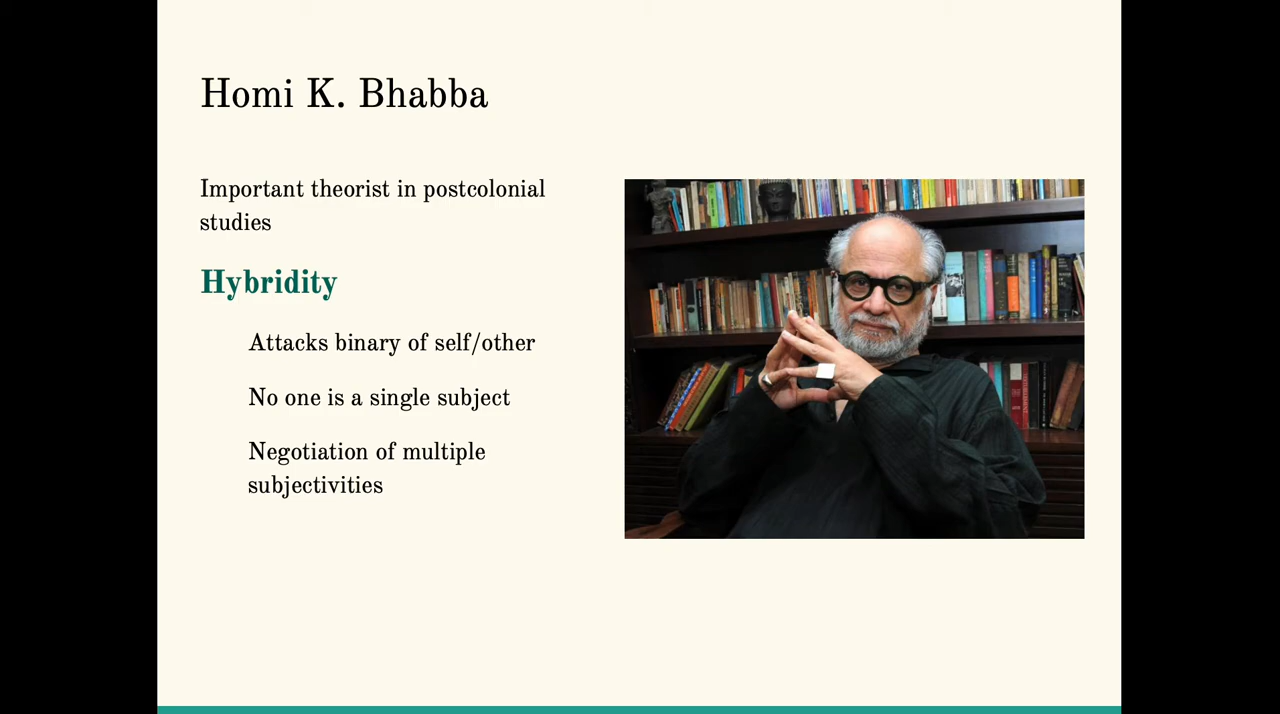 Homi K. Bhabba
Important theorist in postcolonial
studies
Hybridity
Attacks binary of self/other
No one is a single subject
Negotiation of multiple
subjectivities